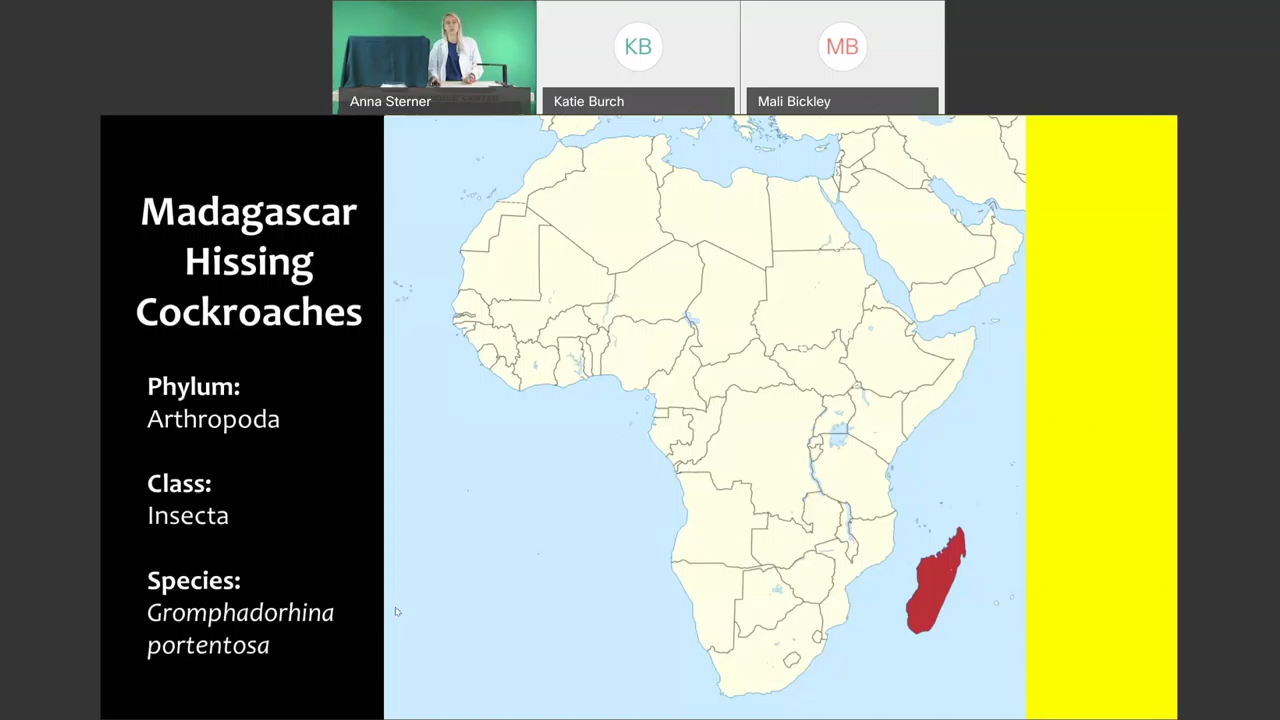 KB
MB
Anna Sterner
Katie Burch
Mali Bickley
Madagascar
Hissing
Cockroaches
Phylum:
Arthropoda
Class:
Insecta
Species:
Gromphadorhina
portentosa